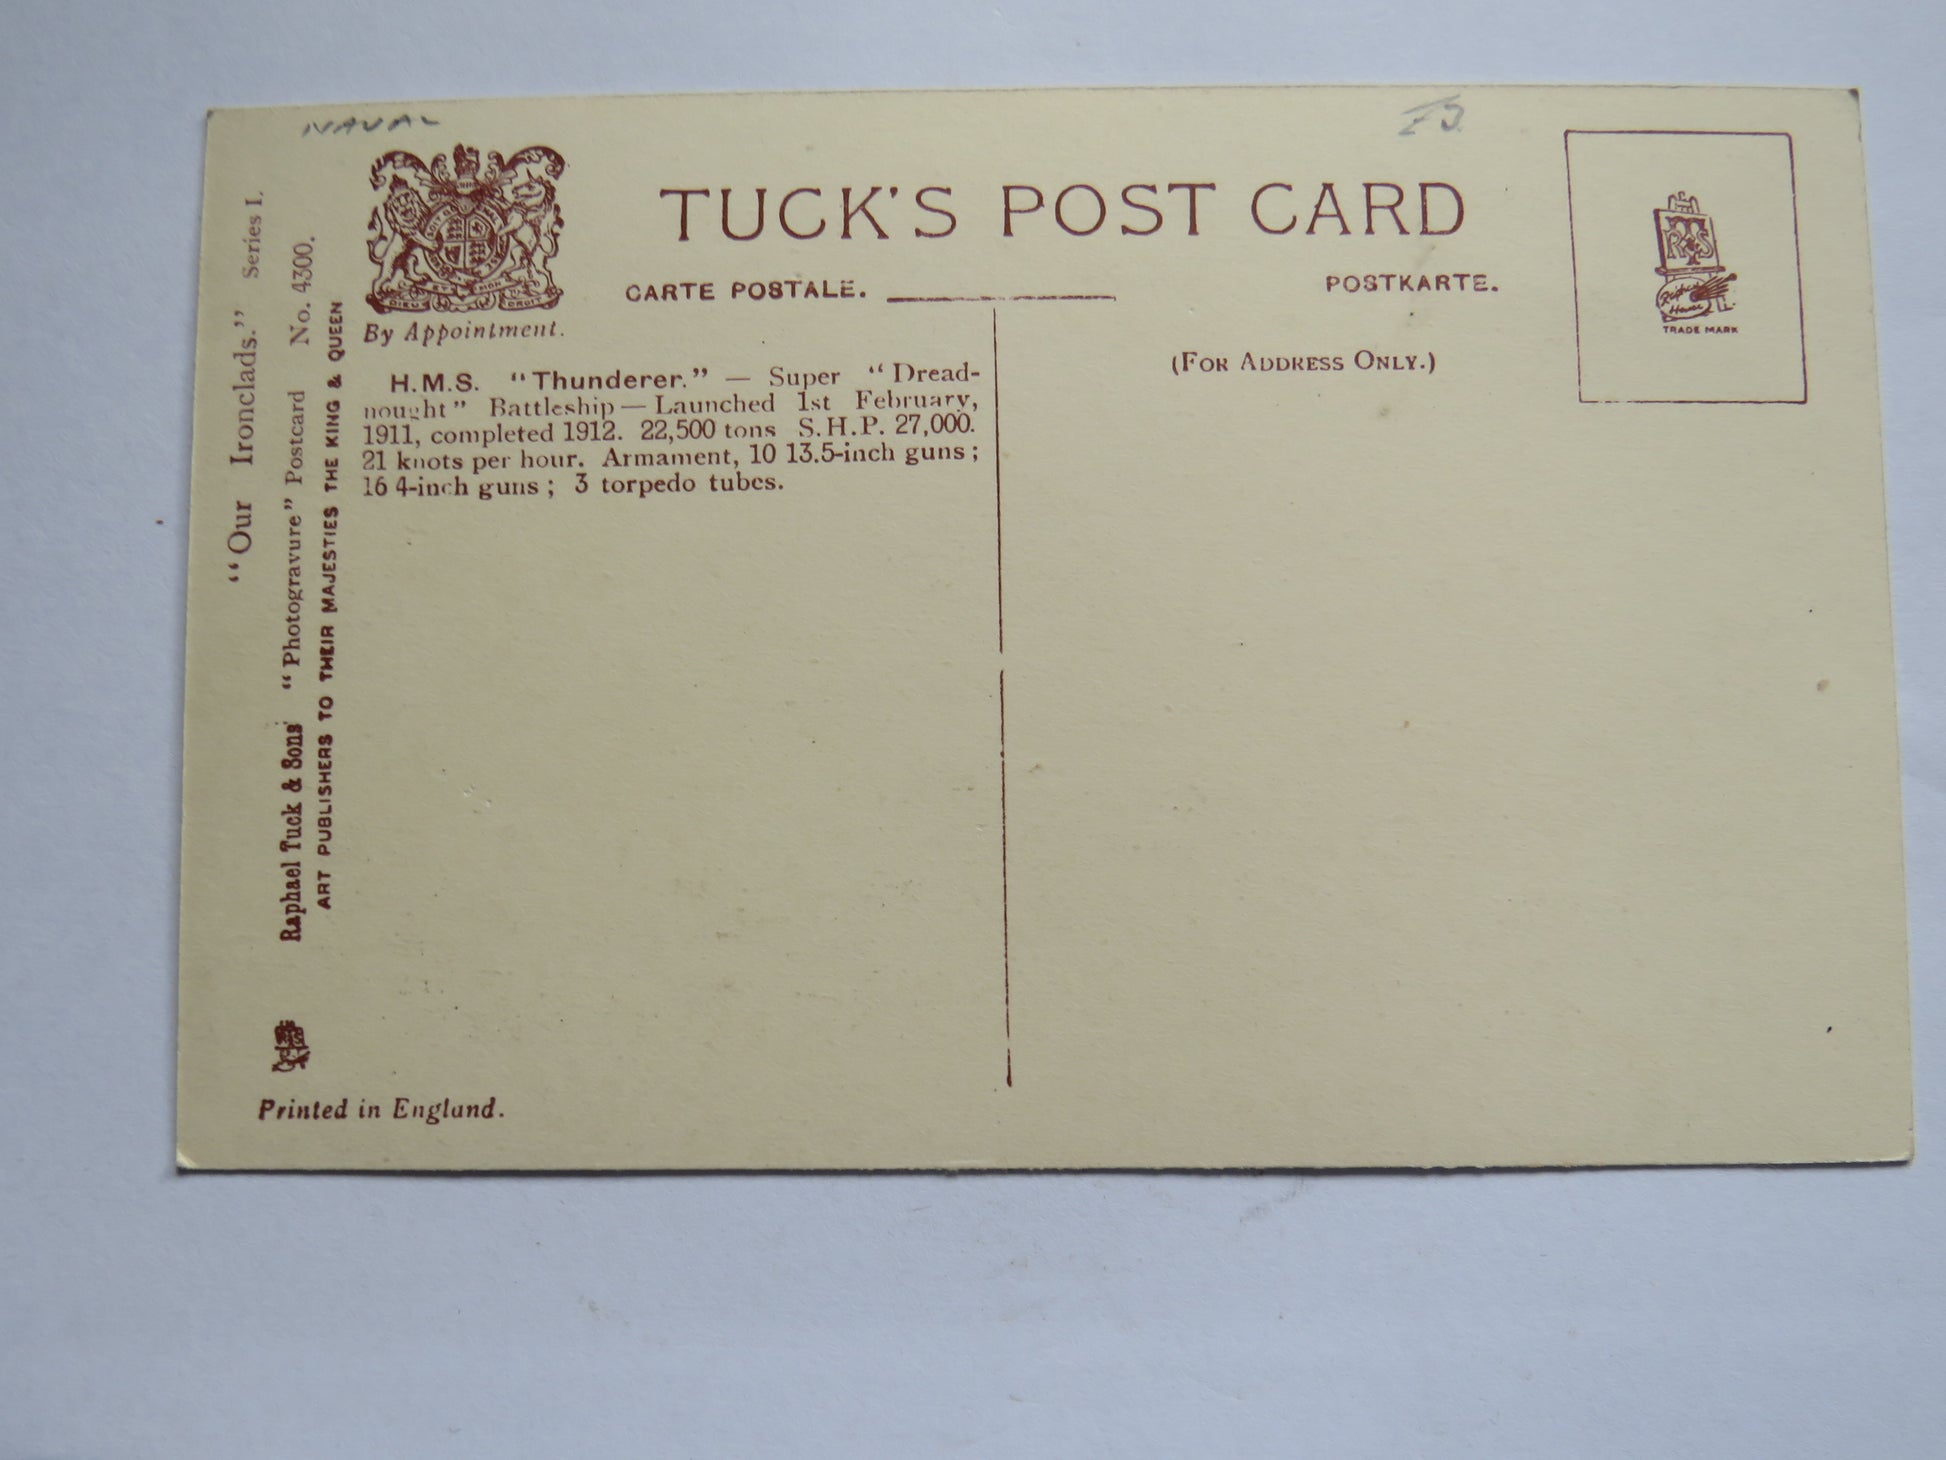 NAVAL
£3
TUCK'S POST CARD
CARTE POSTALE.
POSTKARTE.
By Appointment.
(FOR ADDRESS ONLY.)
TRADE MARK
H.M.S. "Thunderer." — Super "Dread-
nought" Battleship — Launched 1st February,
1911, completed 1912. 22,500 tons S.H.P. 27,000.
21 knots per hour. Armament, 10 13.5-inch guns;
16 4-inch guns; 3 torpedo tubes.
"Our Ironclads." Series I.
Raphael Tuck & Sons' "Photogravure" Postcard No. 4300.
ART PUBLISHERS TO THEIR MAJESTIES THE KING & QUEEN
Printed in England.